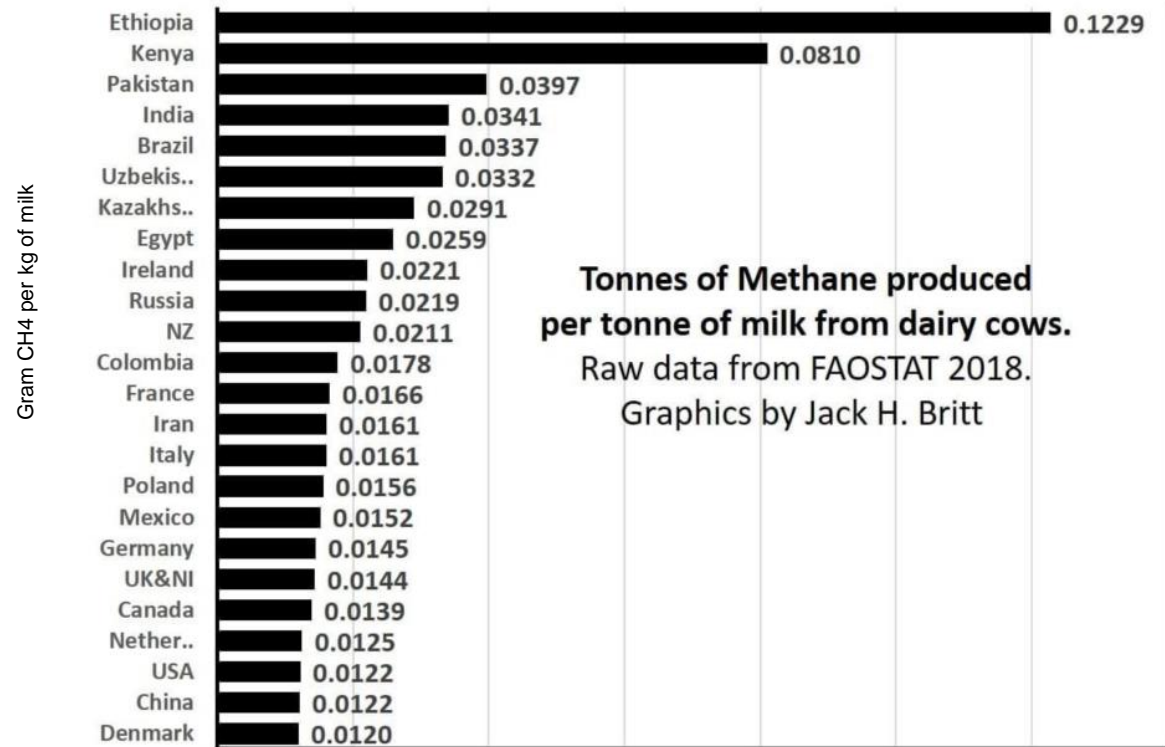 Gram CH4 per kg of milk
Ethiopia 0.1229
Kenya 0.0810
Pakistan 0.0397
India 0.0341
Brazil 0.0337
Uzbekis.. 0.0332
Kazakhs.. 0.0291
Egypt 0.0259
Ireland 0.0221
Russia 0.0219
NZ 0.0211
Colombia 0.0178
France 0.0166
Iran 0.0161
Italy 0.0161
Poland 0.0156
Mexico 0.0152
Germany 0.0145
UK&NI 0.0144
Canada 0.0139
Nether.. 0.0125
USA 0.0122
China 0.0122
Denmark 0.0120
Tonnes of Methane produced
per tonne of milk from dairy cows.
Raw data from FAOSTAT 2018.
Graphics by Jack H. Britt